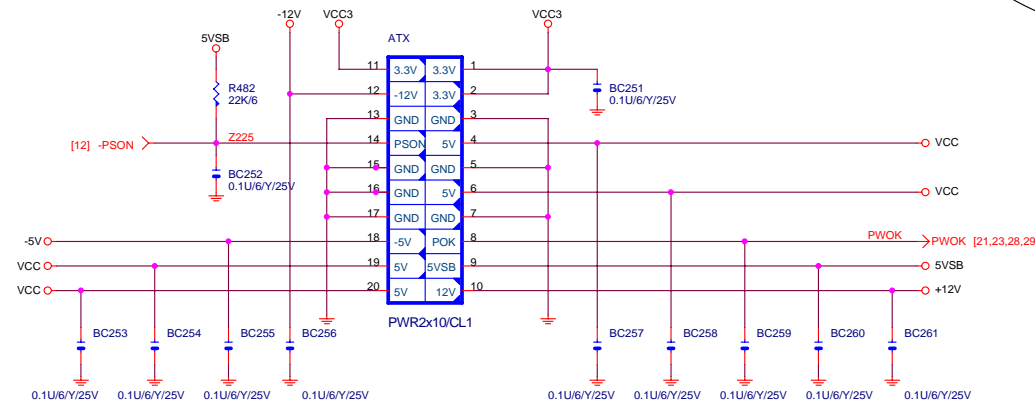 -12V VCC3 VCC3
5VSB ATX
11 3.3V 3.3V 1
R482
22K/6
12 -12V 3.3V 2
BC251
0.1U/6/Y/25V
13 GND GND 3
[12] -PSON Z225 14 PSON 5V 4 VCC
15 GND GND 5
BC252
0.1U/6/Y/25V
16 GND 5V 6 VCC
17 GND GND 7
-5V 18 -5V POK 8 PWOK PWOK [21,23,28,29
VCC 19 5V 5VSB 9 5VSB
VCC 20 5V 12V 10 +12V
PWR2x10/CL1
BC253 BC254 BC255 BC256 BC257 BC258 BC259 BC260 BC261
0.1U/6/Y/25V 0.1U/6/Y/25V 0.1U/6/Y/25V 0.1U/6/Y/25V 0.1U/6/Y/25V 0.1U/6/Y/25V 0.1U/6/Y/25V 0.1U/6/Y/25V 0.1U/6/Y/25V